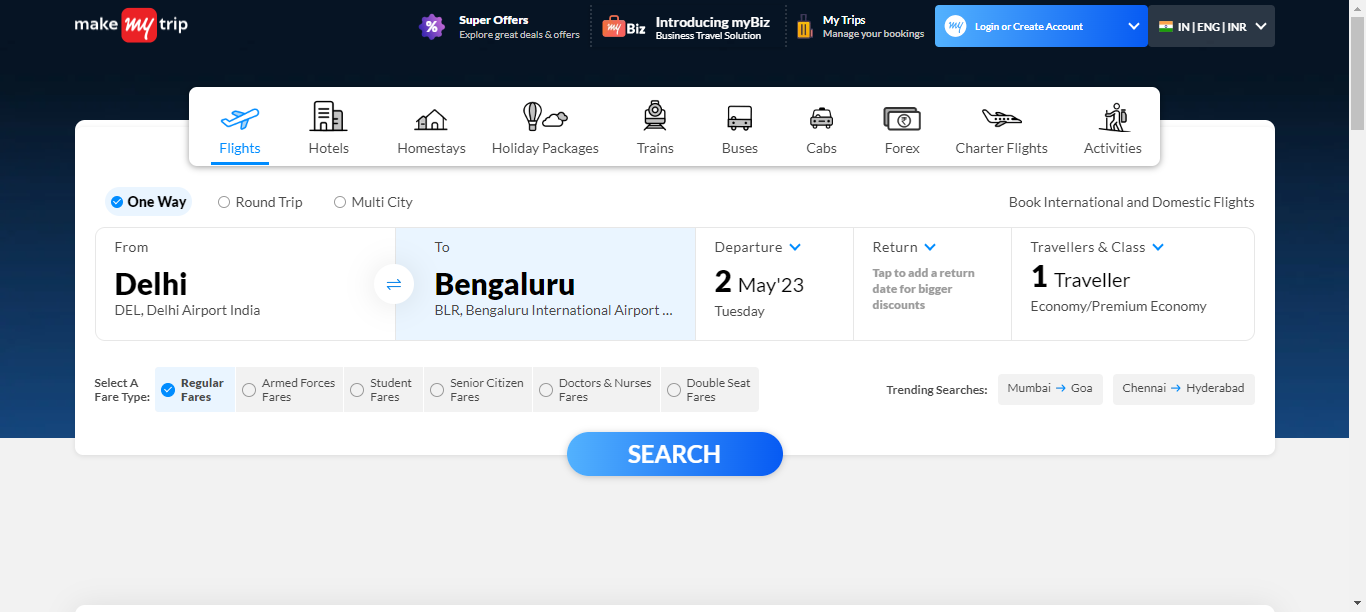 make my trip
%
Super Offers
Explore great deals & offers
my Biz
Introducing myBiz
Business Travel Solution
My Trips
Manage your bookings
my Login or Create Account
IN | ENG | INR
Flights
Hotels
Homestays
Holiday Packages
Trains
Buses
Cabs
₹
Forex
Charter Flights
Activities
One Way
Round Trip
Multi City
Book International and Domestic Flights
From
Delhi
DEL, Delhi Airport India
To
Bengaluru
BLR, Bengaluru International Airport ...
Departure
2 May'23
Tuesday
Return
Tap to add a return
date for bigger
discounts
Travellers & Class
1 Traveller
Economy/Premium Economy
Select A
Fare Type:
Regular
Fares
Armed Forces
Fares
Student
Fares
Senior Citizen
Fares
Doctors & Nurses
Fares
Double Seat
Fares
Trending Searches:
Mumbai → Goa
Chennai → Hyderabad
SEARCH